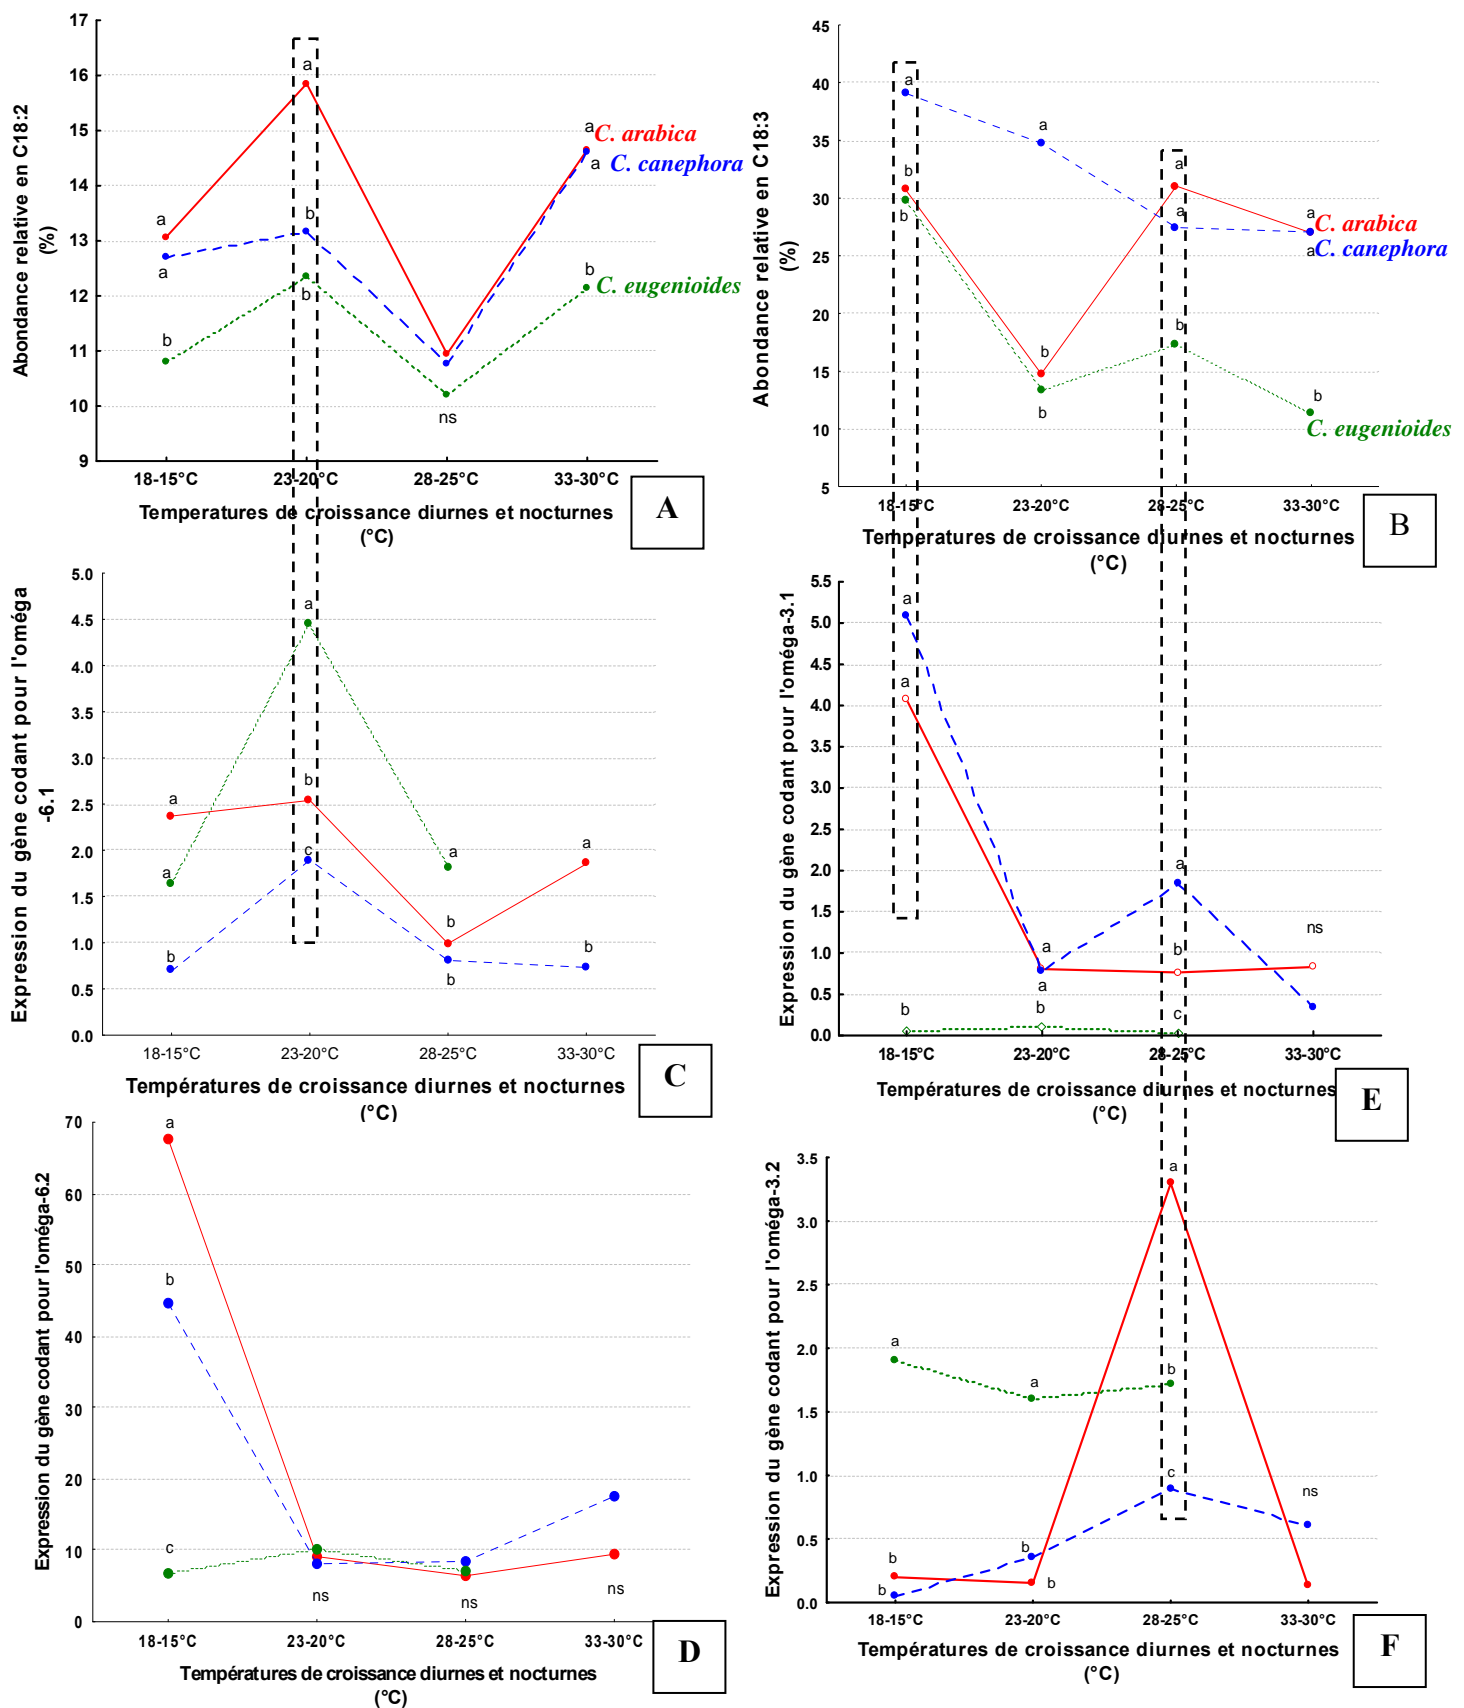 Abondance relative en C18:2
(%)
17
16
15
14
13
12
11
10
9
a
a
a
C. arabica
a
C. canephora
a
b
b
b
b
b
C. eugenioides
ns
18-15°C
23-20°C
28-25°C
33-30°C
Temperatures de croissance diurnes et nocturnes
(°C)
A
Abondance relative en C18:3
(%)
45
40
35
30
25
20
15
10
5
a
a
b
b
a
a
a
C. arabica
a
C. canephora
b
b
b
b
C. eugenioides
18-15°C
23-20°C
28-25°C
33-30°C
Temperatures de croissance diurnes et nocturnes
(°C)
B
Expression du gène codant pour l'oméga
-6.1
5.0
4.5
4.0
3.5
3.0
2.5
2.0
1.5
1.0
0.5
0.0
a
a
b
c
a
b
a
b
b
a
b
18-15°C
23-20°C
28-25°C
33-30°C
Températures de croissance diurnes et nocturnes
(°C)
C
Expression du gène codant pour l'oméga-3.1
5.5
5.0
4.5
4.0
3.5
3.0
2.5
2.0
1.5
1.0
0.5
0.0
a
a
b
a
a
b
a
b
c
ns
18-15°C
23-20°C
28-25°C
33-30°C
Températures de croissance diurnes et nocturnes
(°C)
E
Expression du gène codant pour l'oméga-6.2
70
60
50
40
30
20
10
0
a
b
c
ns
ns
ns
18-15°C
23-20°C
28-25°C
33-30°C
Températures de croissance diurnes et nocturnes
(°C)
D
Expression du gène codant pour l'oméga-3.2
3.5
3.0
2.5
2.0
1.5
1.0
0.5
0.0
a
b
b
a
b
b
a
b
c
ns
18-15°C
23-20°C
28-25°C
33-30°C
Températures de croissance diurnes et nocturnes
(°C)
F